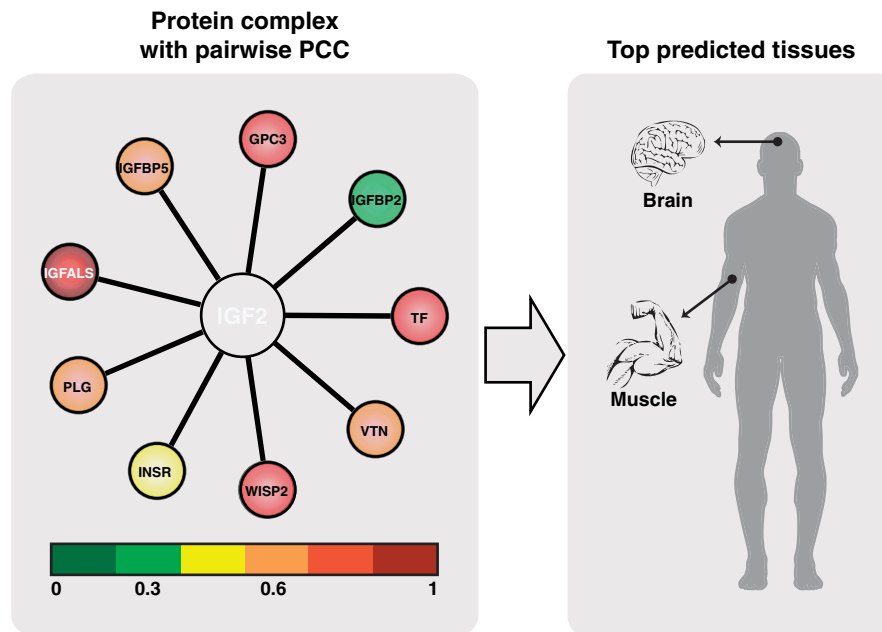 Protein complex
with pairwise PCC
Top predicted tissues
GPC3
IGFBP5
IGFBP2
IGFALS
IGF2
TF
PLG
VTN
INSR
WISP2
0 0.3 0.6 1
Brain
Muscle